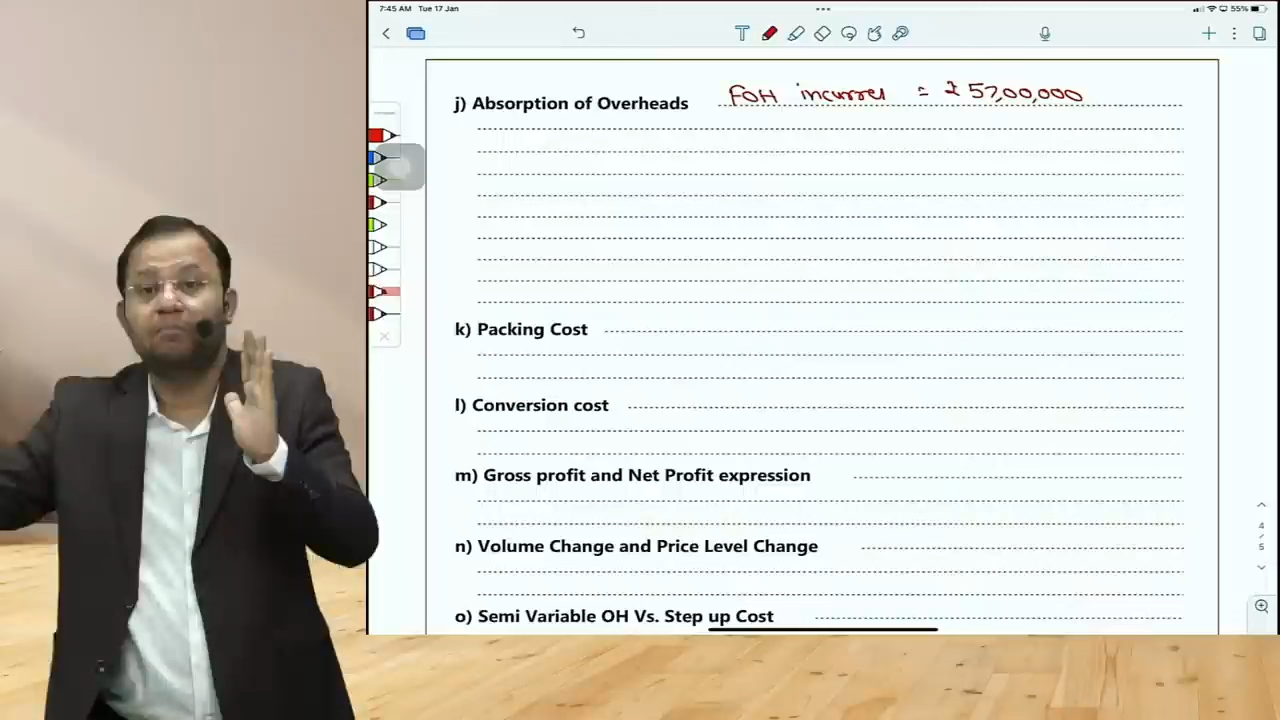 7:45 AM Tue 17 Jan
55%
T
j) Absorption of Overheads FOH incurred = ₹ 57,00,000
k) Packing Cost
l) Conversion cost
m) Gross profit and Net Profit expression
n) Volume Change and Price Level Change
4
/
5
o) Semi Variable OH Vs. Step up Cost